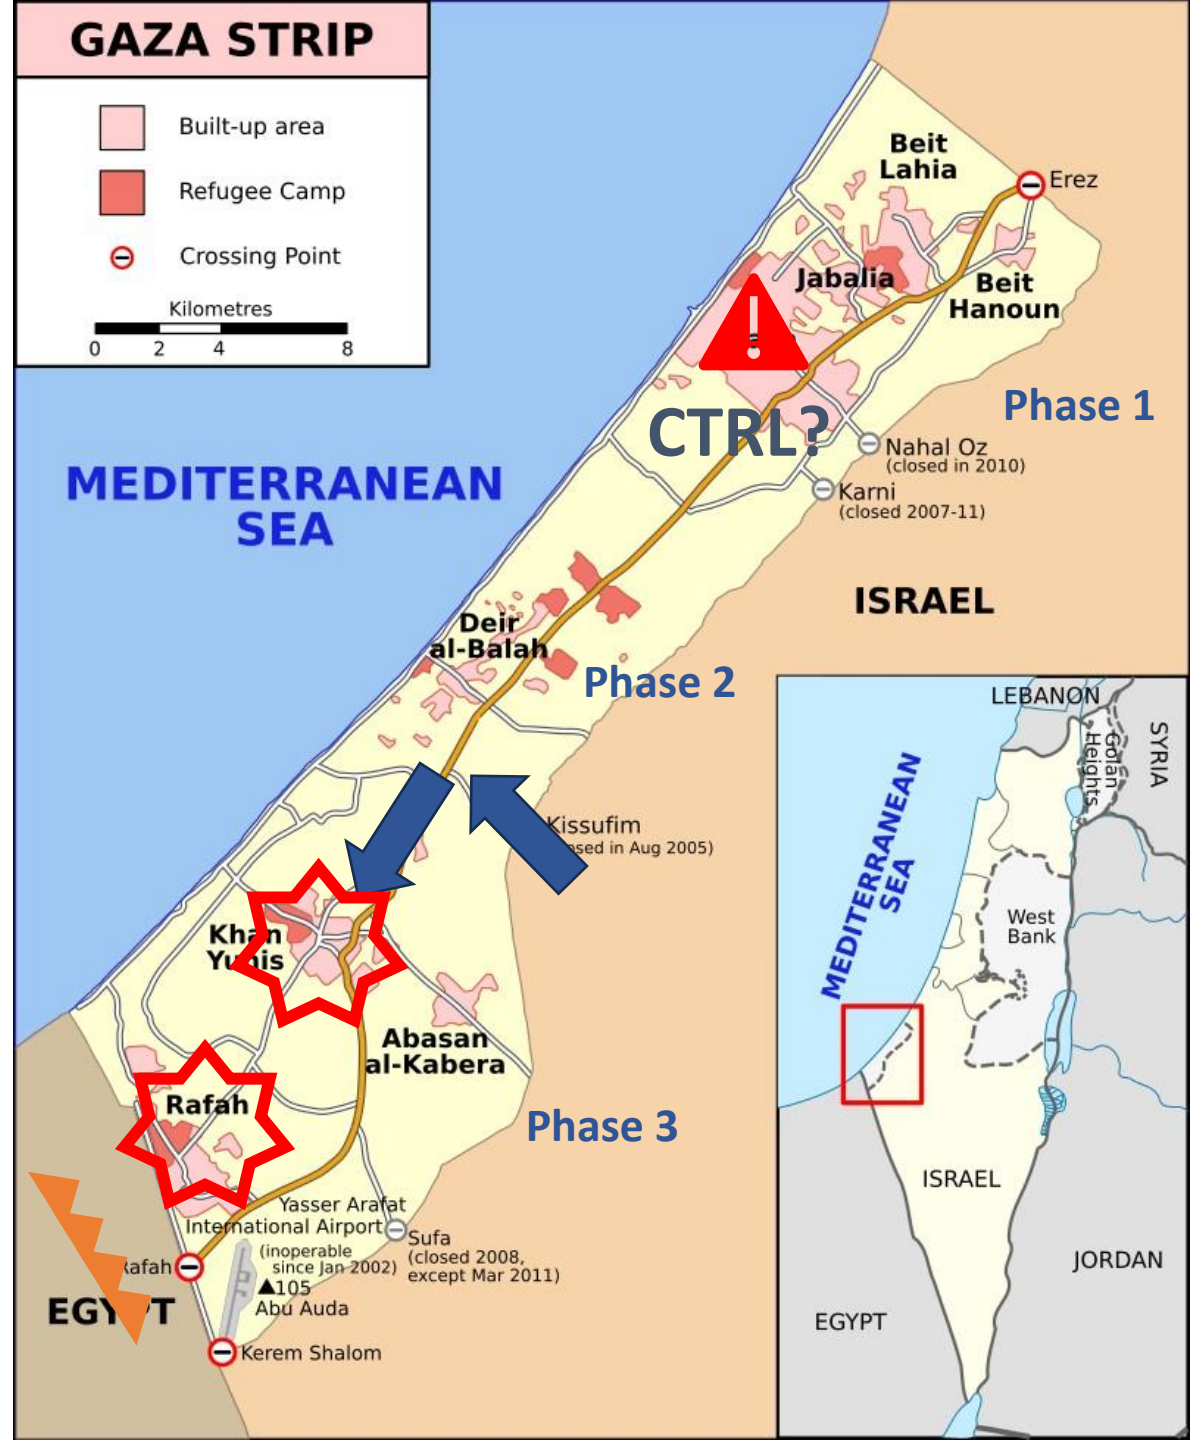 GAZA STRIP
Built-up area
Refugee Camp
Crossing Point
Kilometres
0 2 4 8
Beit
Lahia
Erez
Jabalia
Beit
Hanoun
!
CTRL?
Phase 1
Nahal Oz
(closed in 2010)
Karni
(closed 2007-11)
MEDITERRANEAN
SEA
ISRAEL
Deir
al-Balah
Phase 2
Kissufim
in Aug 2005)
Khan
Yunis
Abasan
al-Kabera
Rafah
Phase 3
Yasser Arafat
International Airport
(inoperable
since Jan 2002)
Sufa
(closed 2008,
except Mar 2011)
105
Abu Auda
Rafah
EGYPT
Kerem Shalom
LEBANON
SYRIA
Golan
Heights
MEDITERRANEAN
SEA
West
Bank
ISRAEL
JORDAN
EGYPT